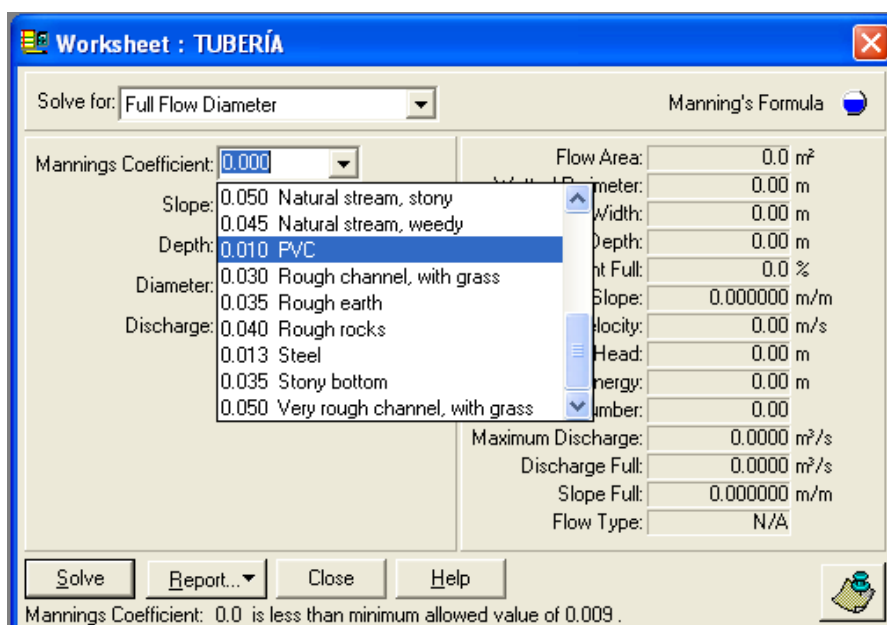 Worksheet : TUBERÍA
Solve for: Full Flow Diameter
Manning's Formula
Mannings Coefficient: 0.000
Slope:
Depth:
Diameter:
Discharge:
0.050 Natural stream, stony
0.045 Natural stream, weedy
0.010 PVC
0.030 Rough channel, with grass
0.035 Rough earth
0.040 Rough rocks
0.013 Steel
0.035 Stony bottom
0.050 Very rough channel, with grass
Flow Area: 0.0 m²
Perimeter: 0.00 m
Width: 0.00 m
Depth: 0.00 m
nt Full: 0.0 %
Slope: 0.000000 m/m
locity: 0.00 m/s
Head: 0.00 m
nergy: 0.00 m
umber: 0.00
Maximum Discharge: 0.0000 m³/s
Discharge Full: 0.0000 m³/s
Slope Full: 0.000000 m/m
Flow Type: N/A
Solve
Report...
Close
Help
Mannings Coefficient: 0.0 is less than minimum allowed value of 0.009 .